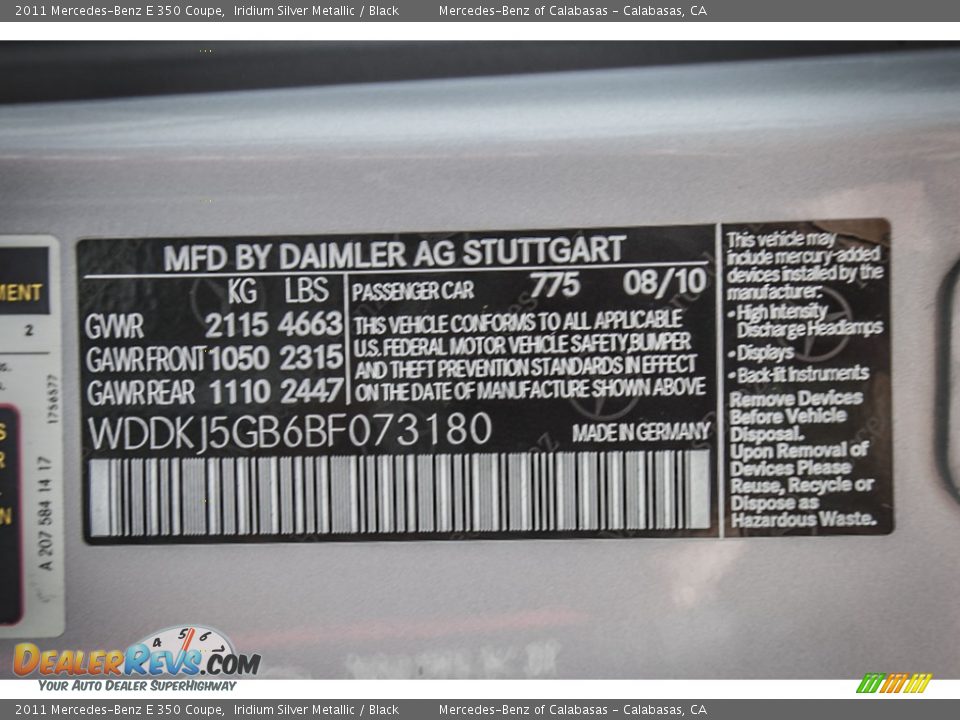 2011 Mercedes-Benz E 350 Coupe, Iridium Silver Metallic / Black Mercedes-Benz of Calabasas - Calabasas, CA
MFD BY DAIMLER AG STUTTGART
KG LBS
GVWR 2115 4663
GAWR FRONT 1050 2315
GAWR REAR 1110 2447
PASSENGER CAR 775 08/10
THIS VEHICLE CONFORMS TO ALL APPLICABLE
U.S. FEDERAL MOTOR VEHICLE SAFETY, BUMPER
AND THEFT PREVENTION STANDARDS IN EFFECT
ON THE DATE OF MANUFACTURE SHOWN ABOVE
WDDKJ5GB6BF073180
MADE IN GERMANY
This vehicle may
include mercury-added
devices installed by the
manufacturer:
• High Intensity
Discharge Headlamps
• Displays
• Back-lit Instruments
Remove Devices
Before Vehicle
Disposal.
Upon Removal of
Devices Please
Reuse, Recycle or
Dispose as
Hazardous Waste.
MENT
2
A 207 584 14 17
4 5 6
DealerRevs.com
Your Auto Dealer SuperHighway
2011 Mercedes-Benz E 350 Coupe, Iridium Silver Metallic / Black Mercedes-Benz of Calabasas - Calabasas, CA